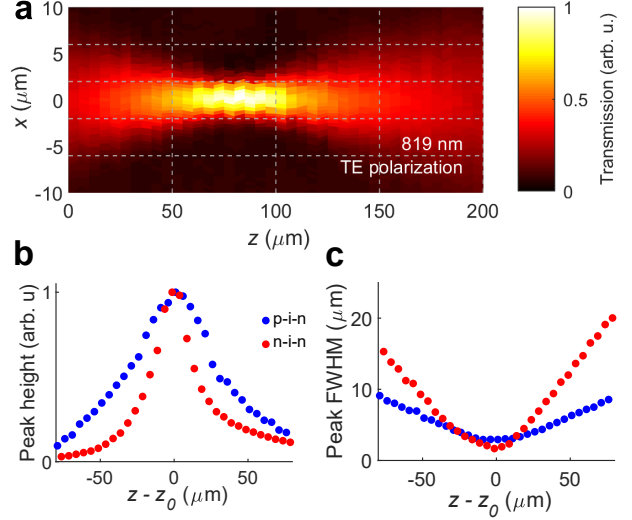 a
10
5
0
-5
-10
x (μm)
819 nm
TE polarization
0
50
100
150
200
z (μm)
1
0.5
0
Transmission (arb. u.)
b
1
0
Peak height (arb. u)
p-i-n
n-i-n
-50
0
50
z - z0 (μm)
c
20
10
0
Peak FWHM (μm)
-50
0
50
z - z0 (μm)